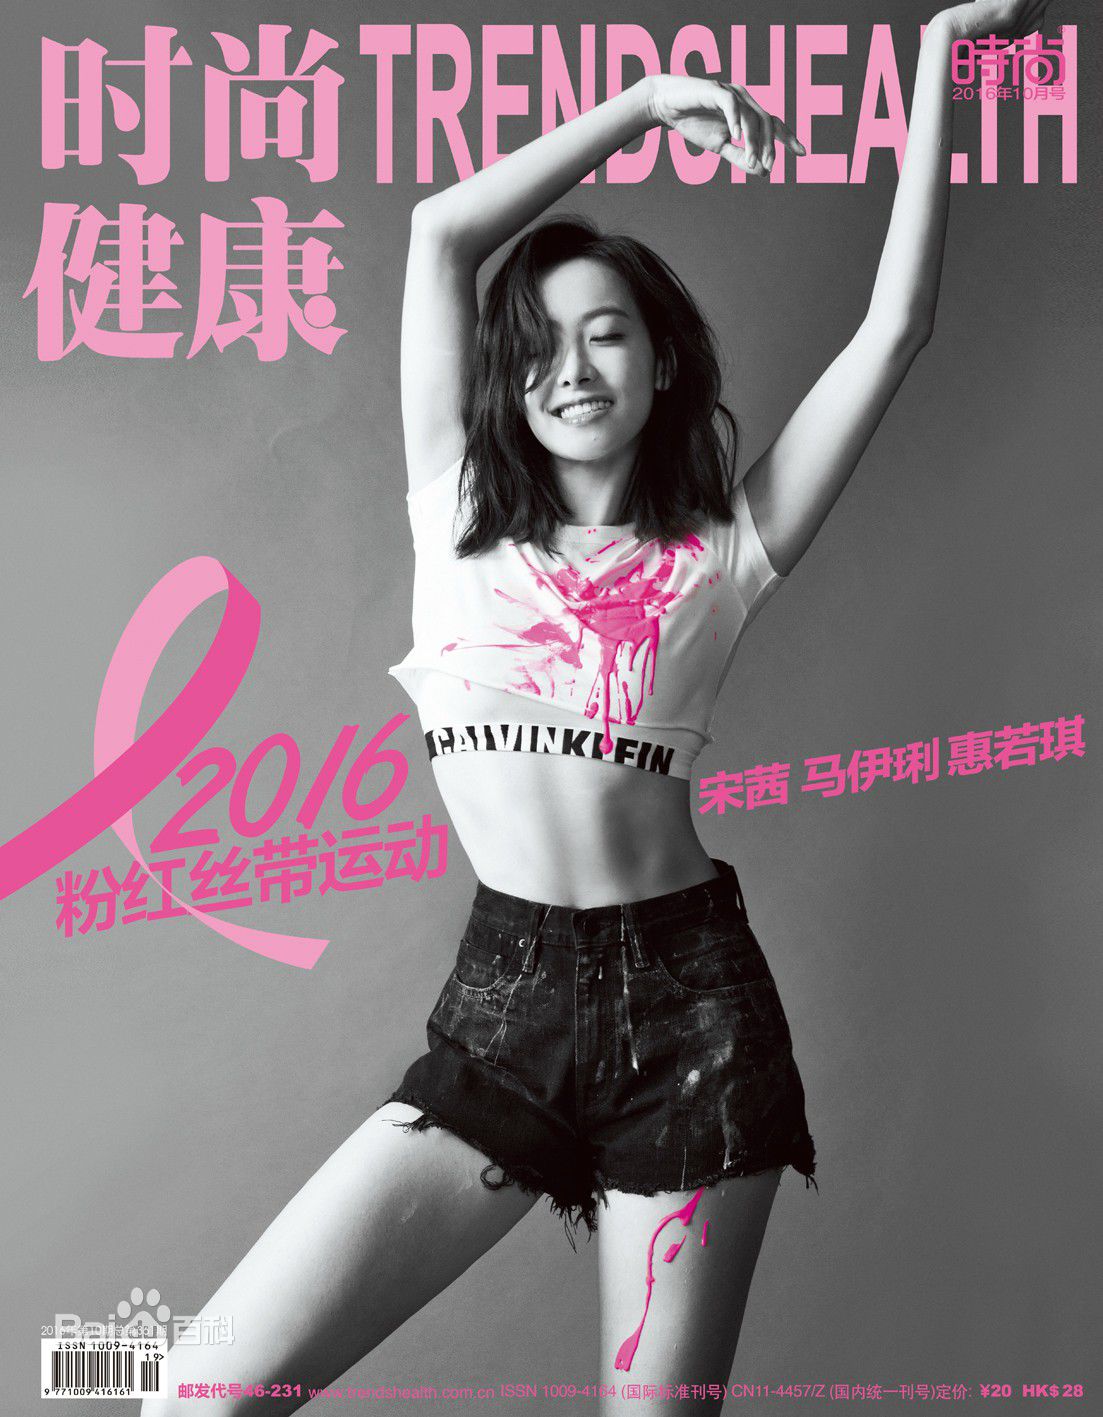 时尚
健康
TRENDSHEALTH
時尚
2016年10月号
2016
粉红丝带运动
宋茜 马伊琍 惠若琪
CALVIN KLEIN
Bai百科
ISSN 1009-4164
19>
9 771009 416161
邮发代号46-231 www.trendshealth.com.cn ISSN 1009-4164 (国际标准刊号) CN11-4457/Z (国内统一刊号)定价: ¥20 HK$ 28